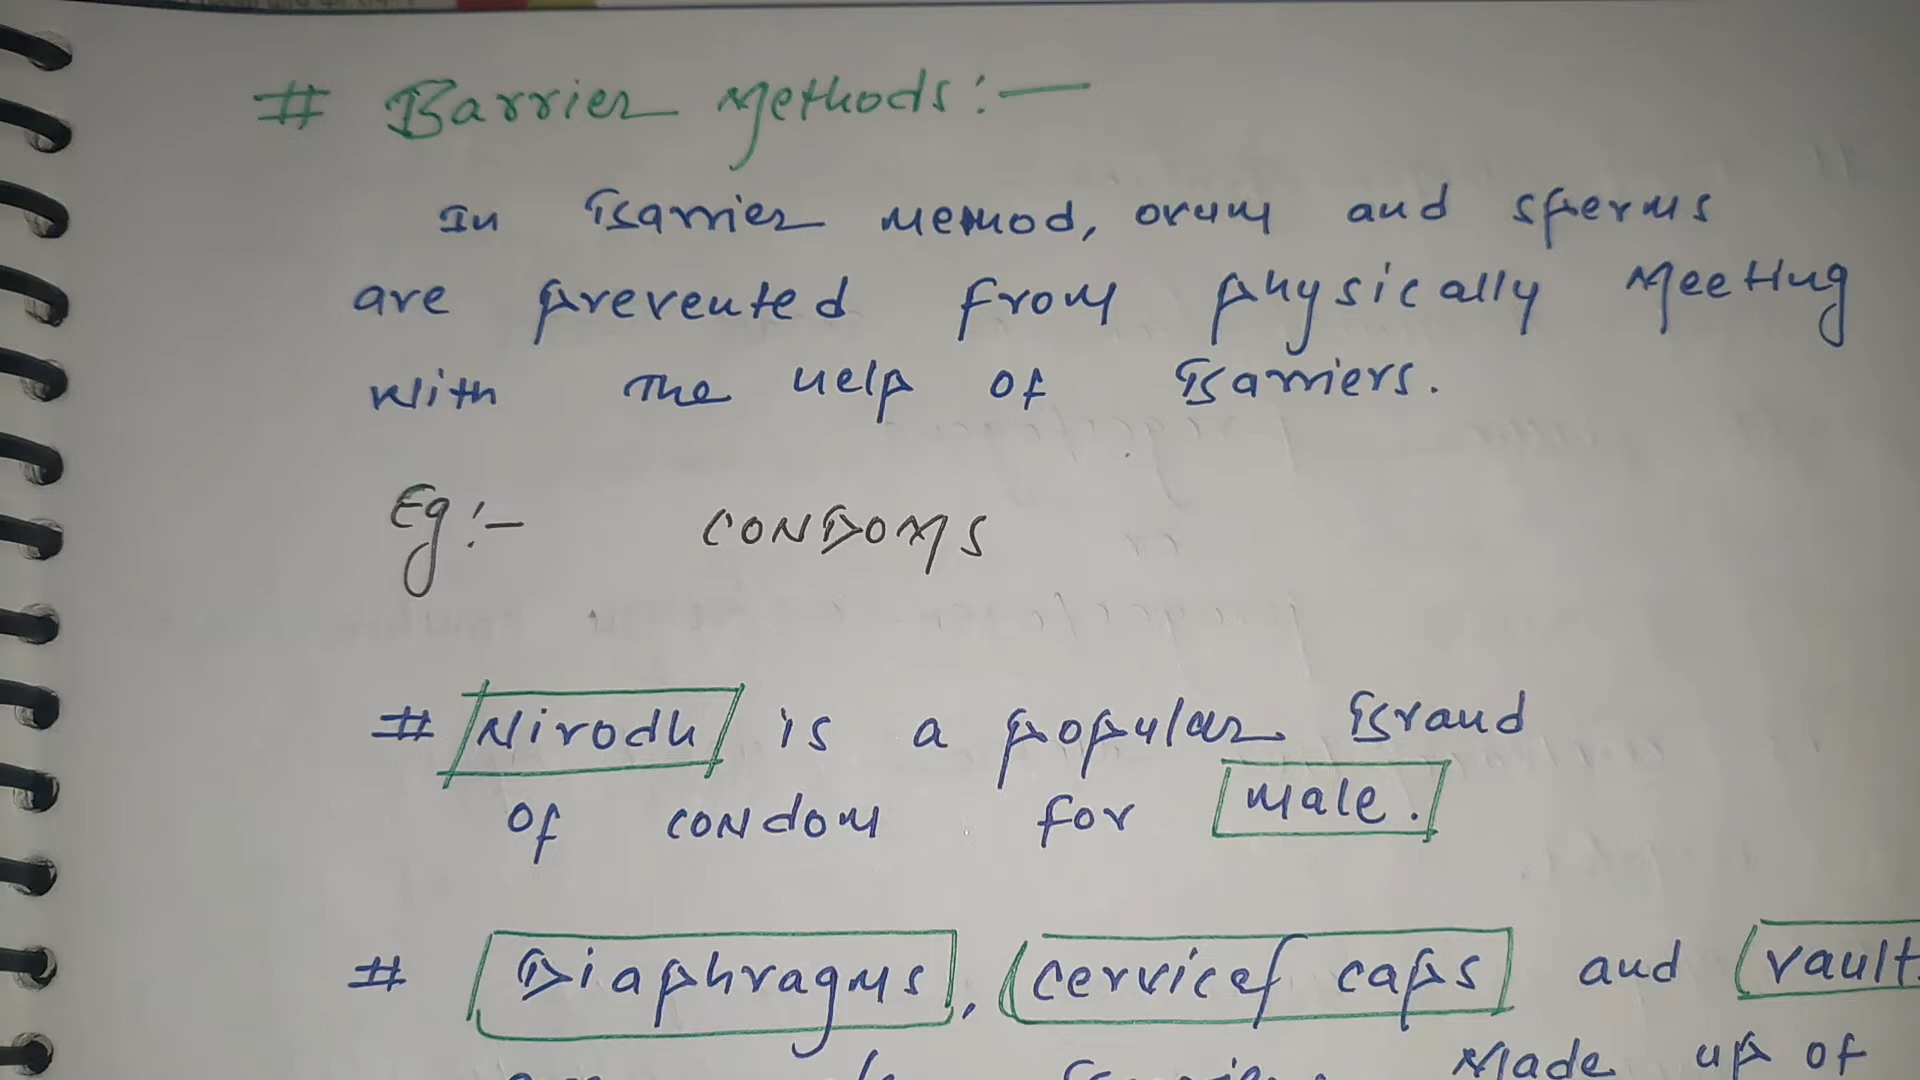 # Barrier Methods:-
In Barrier method, ovum and sperms
are prevented from physically Meeting
With the help of Barriers.
Eg:- CONDOMS
# Nirodh is a popular Brand
of condom for male.
# Diaphragms, cervical caps and vault
Made up of